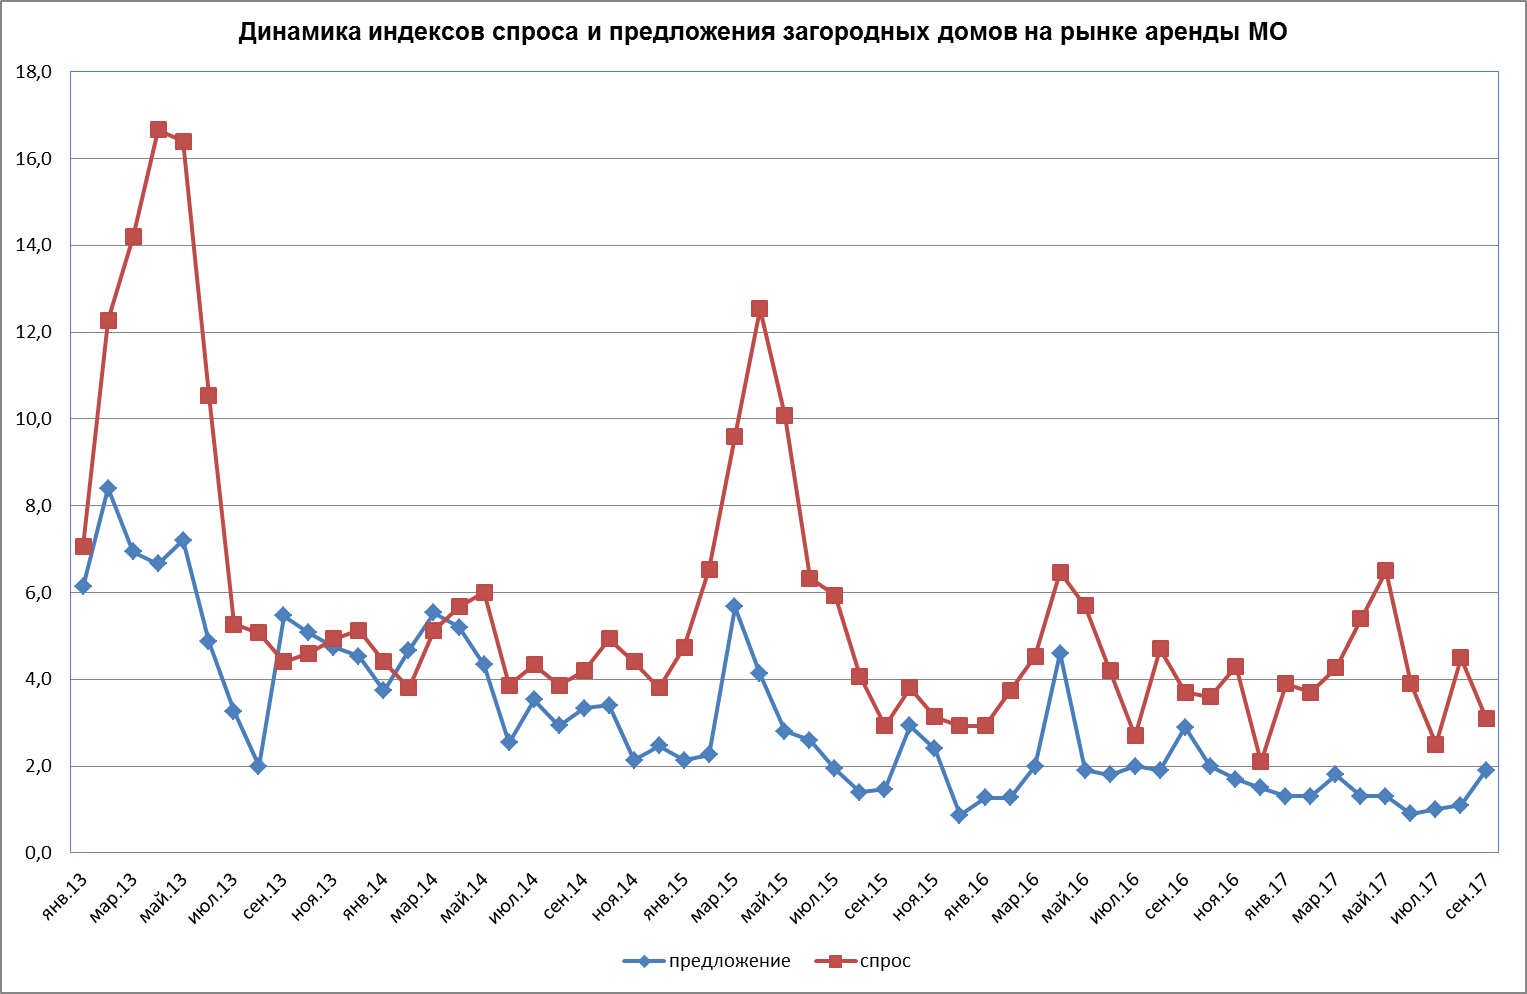 Динамика индексов спроса и предложения загородных домов на рынке аренды МО
18,0
16,0
14,0
12,0
10,0
8,0
6,0
4,0
2,0
0,0
янв.13
мар.13
май.13
июл.13
сен.13
ноя.13
янв.14
мар.14
май.14
июл.14
сен.14
ноя.14
янв.15
мар.15
май.15
июл.15
сен.15
ноя.15
янв.16
мар.16
май.16
июл.16
сен.16
ноя.16
янв.17
мар.17
май.17
июл.17
сен.17
предложение
спрос